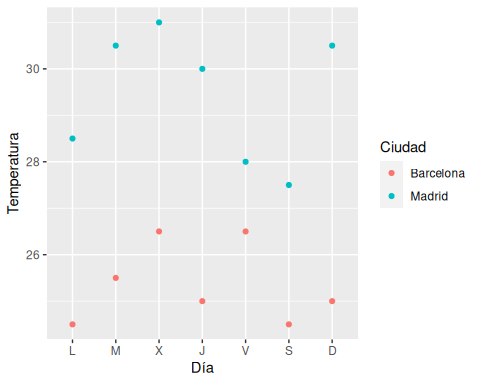 Temperatura
30
28
26
L M X J V S D
Día
Ciudad
Barcelona
Madrid